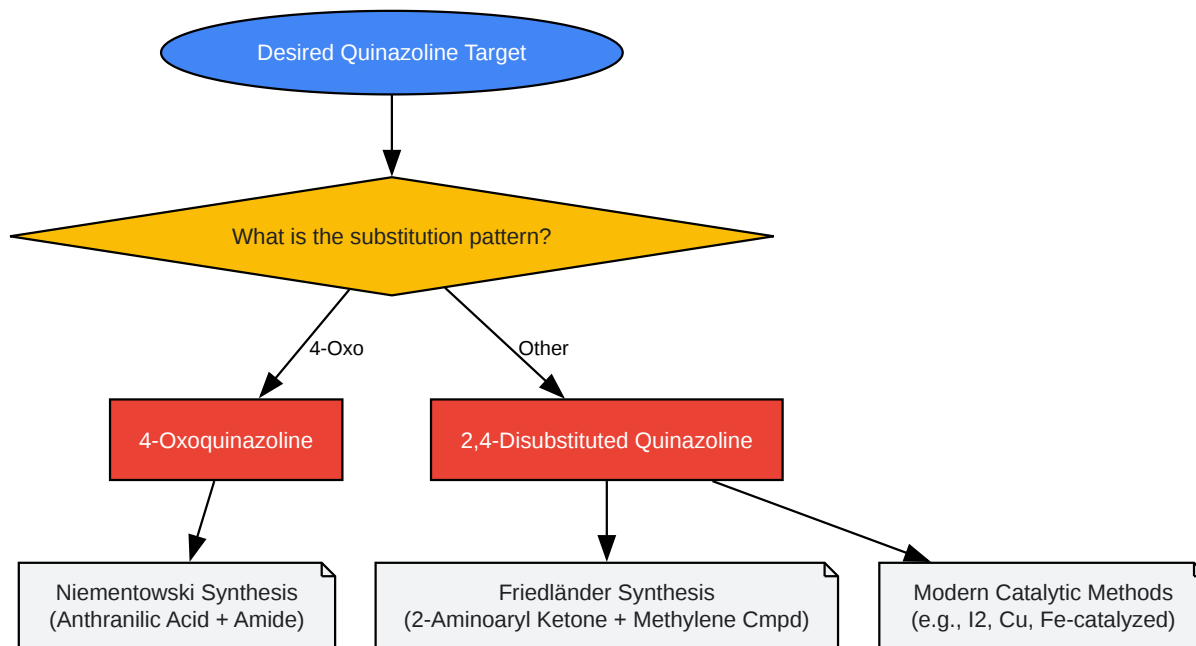 Desired Quinazoline Target
What is the substitution pattern?
4-Oxo
Other
4-Oxoquinazoline
2,4-Disubstituted Quinazoline
Niementowski Synthesis
(Anthranilic Acid + Amide)
Friedländer Synthesis
(2-Aminoaryl Ketone + Methylene Cmpd)
Modern Catalytic Methods
(e.g., I2, Cu, Fe-catalyzed)